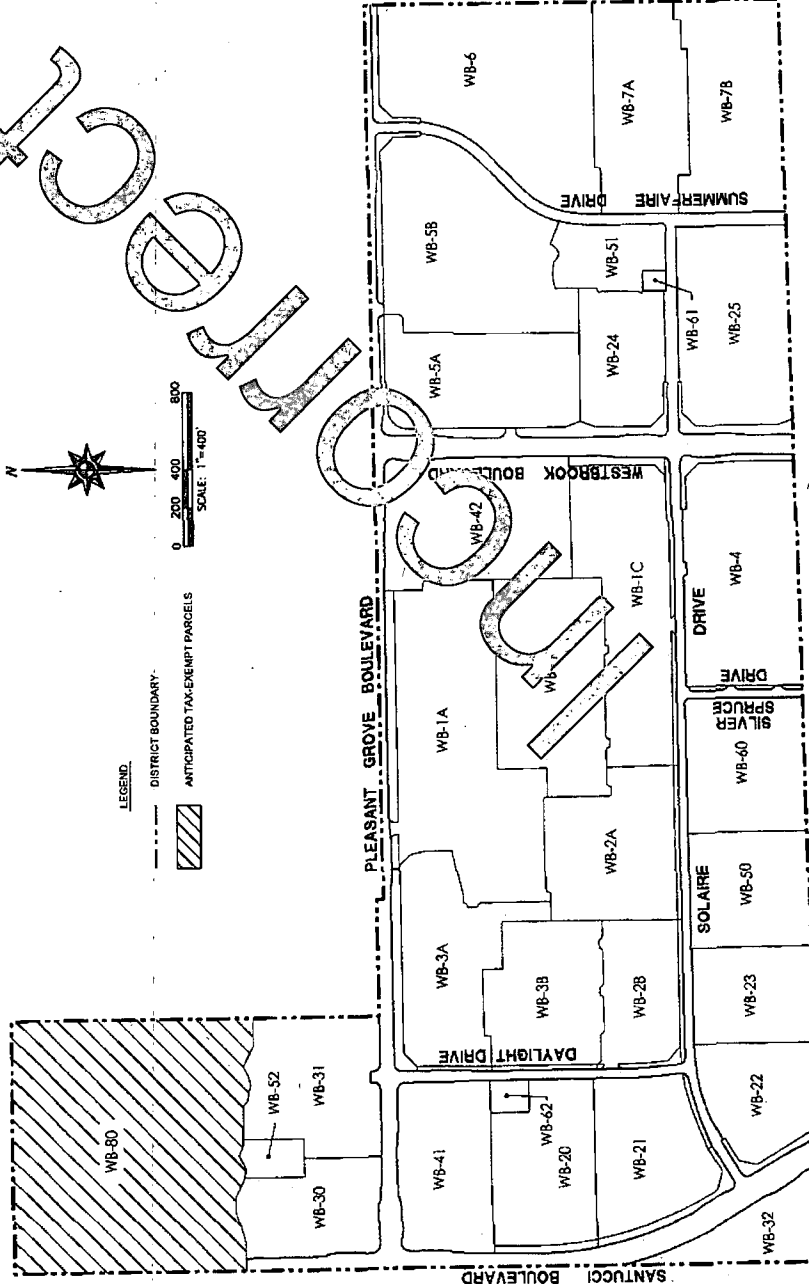 N
0 200 400 800
SCALE: 1"=400'
LEGEND
DISTRICT BOUNDARY
ANTICIPATED TAX-EXEMPT PARCELS
Incorrect
WB-80
WB-52
WB-31
WB-30
PLEASANT GROVE BOULEVARD
WB-6
WB-5B
WB-5A
WB-7A
WB-7B
SUMMERFAIRE DRIVE
WB-51
WB-61
WB-24
WB-25
WESTBROOK BOULEVARD
WB-42
WB-1A
WB
WB-1C
WB-2A
WB-3A
WB-3B
WB-2B
DAYLIGHT DRIVE
WB-41
WB-62
WB-20
WB-21
WB-4
SOLAIRE DRIVE
SILVER SPRUCE DRIVE
WB-60
WB-50
WB-23
WB-22
WB-32
SANTUCCI BOULEVARD